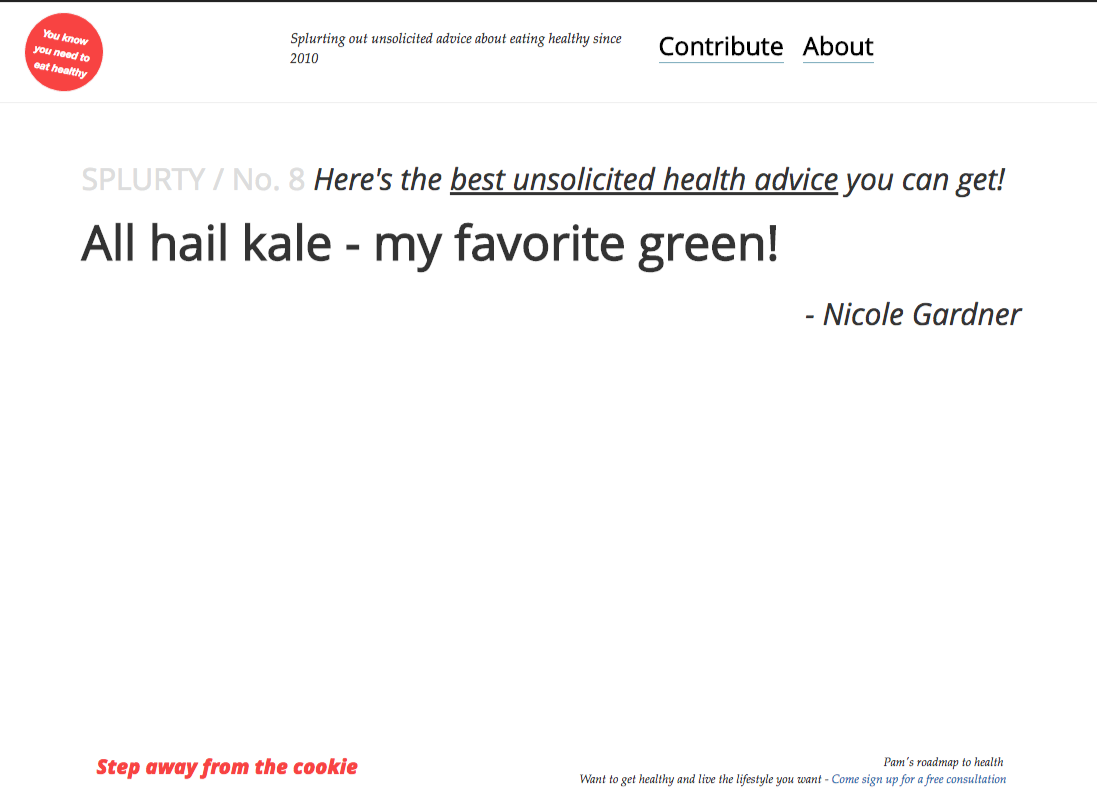 You know
you need to
eat healthy
Splurting out unsolicited advice about eating healthy since
2010
Contribute About
SPLURTY / No. 8 Here's the best unsolicited health advice you can get!
All hail kale - my favorite green!
- Nicole Gardner
Step away from the cookie
Pam's roadmap to health
Want to get healthy and live the lifestyle you want - Come sign up for a free consultation